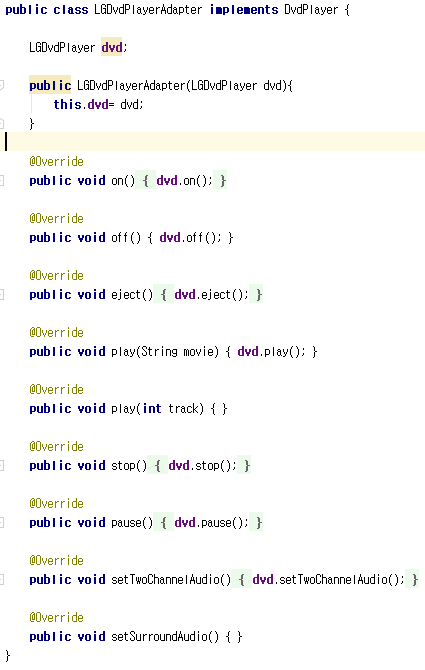 public class LGDvdPlayerAdapter implements DvdPlayer {
LGDvdPlayer dvd;
public LGDvdPlayerAdapter(LGDvdPlayer dvd){
this.dvd= dvd;
}
@Override
public void on() { dvd.on(); }
@Override
public void off() { dvd.off(); }
@Override
public void eject() { dvd.eject(); }
@Override
public void play(String movie) { dvd.play(); }
@Override
public void play(int track) { }
@Override
public void stop() { dvd.stop(); }
@Override
public void pause() { dvd.pause(); }
@Override
public void setTwoChannelAudio() { dvd.setTwoChannelAudio(); }
@Override
public void setSurroundAudio() { }
}